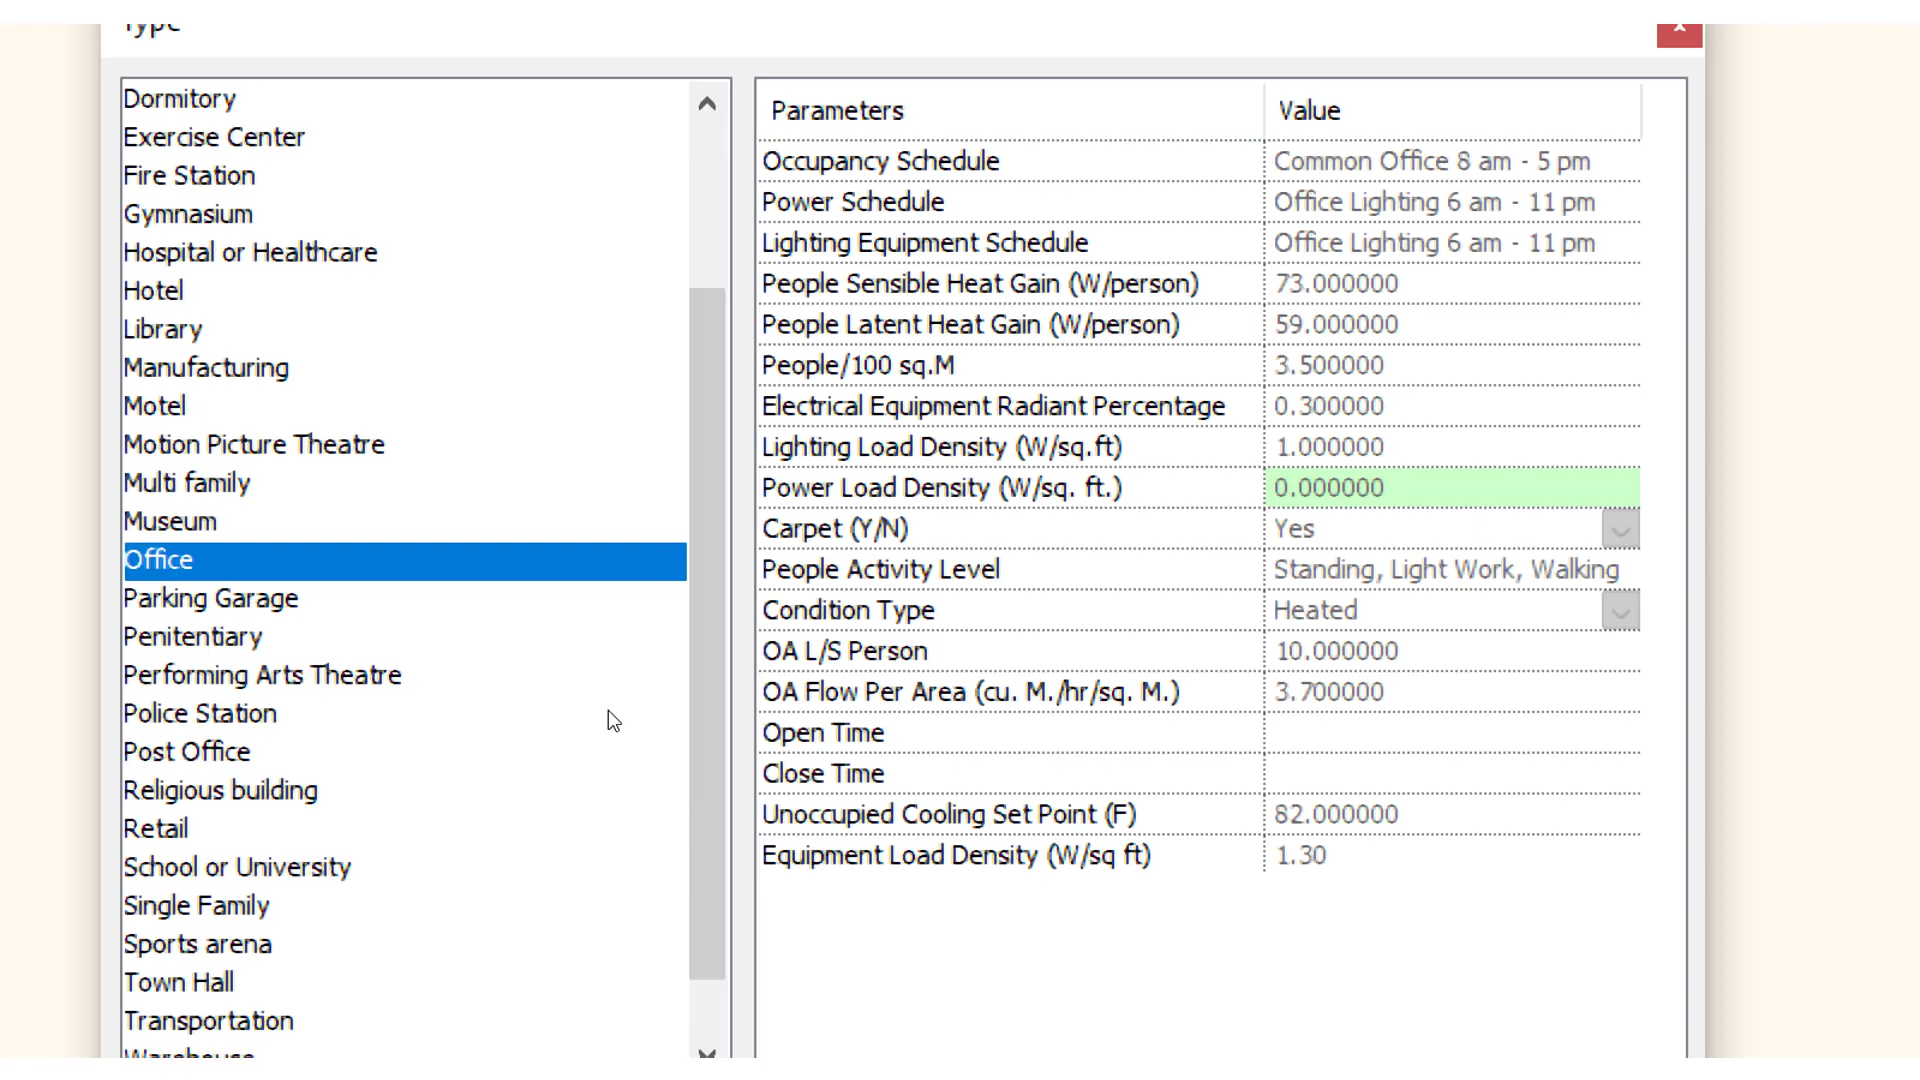 Type
Dormitory
Exercise Center
Fire Station
Gymnasium
Hospital or Healthcare
Hotel
Library
Manufacturing
Motel
Motion Picture Theatre
Multi family
Museum
Office
Parking Garage
Penitentiary
Performing Arts Theatre
Police Station
Post Office
Religious building
Retail
School or University
Single Family
Sports arena
Town Hall
Transportation
Warehouse
Parameters Value
Occupancy Schedule Common Office 8 am - 5 pm
Power Schedule Office Lighting 6 am - 11 pm
Lighting Equipment Schedule Office Lighting 6 am - 11 pm
People Sensible Heat Gain (W/person) 73.000000
People Latent Heat Gain (W/person) 59.000000
People/100 sq.M 3.500000
Electrical Equipment Radiant Percentage 0.300000
Lighting Load Density (W/sq.ft) 1.000000
Power Load Density (W/sq. ft.) 0.000000
Carpet (Y/N) Yes
People Activity Level Standing, Light Work, Walking
Condition Type Heated
OA L/S Person 10.000000
OA Flow Per Area (cu. M./hr/sq. M.) 3.700000
Open Time
Close Time
Unoccupied Cooling Set Point (F) 82.000000
Equipment Load Density (W/sq ft) 1.30